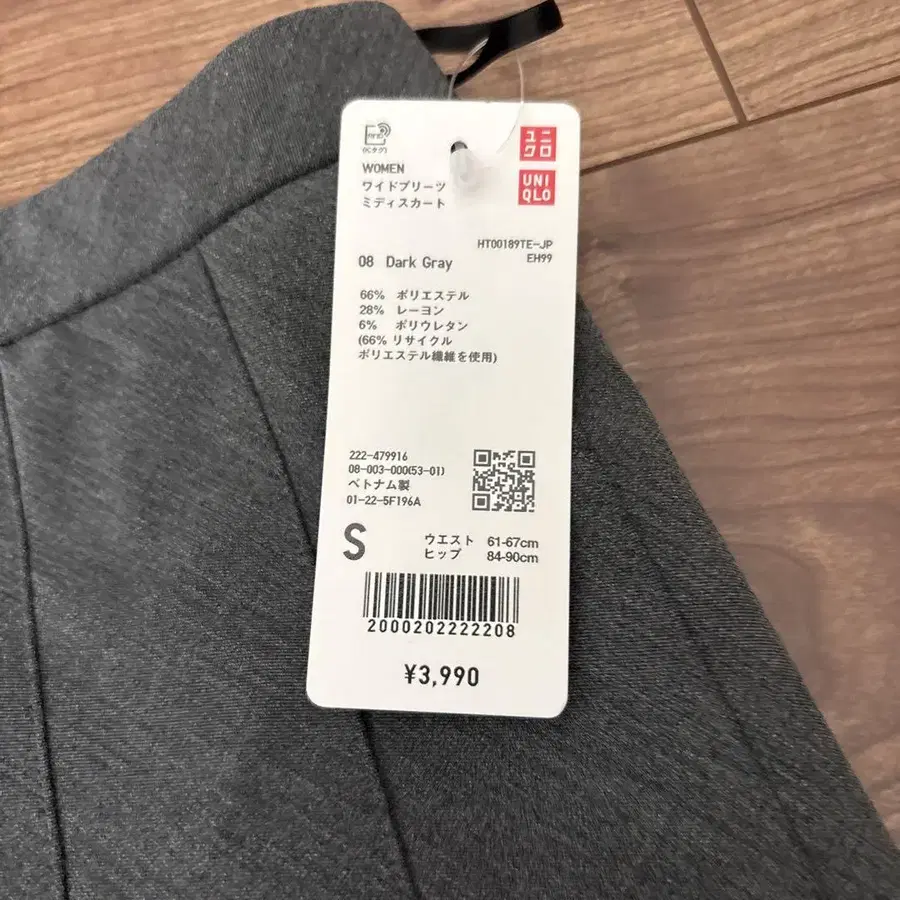 (ICタグ)
WOMEN
ワイドプリーツ
ミディスカート
ユニ
クロ
UNI
QLO
HT00189TE-JP
EH99
08 Dark Gray
66% ポリエステル
28% レーヨン
6% ポリウレタン
(66% リサイクル
ポリエステル繊維を使用)
222-479916
08-003-000(53-01)
ベトナム製
01-22-5F196A
S
ウエスト 61-67cm
ヒップ 84-90cm
2000202222208
¥3,990